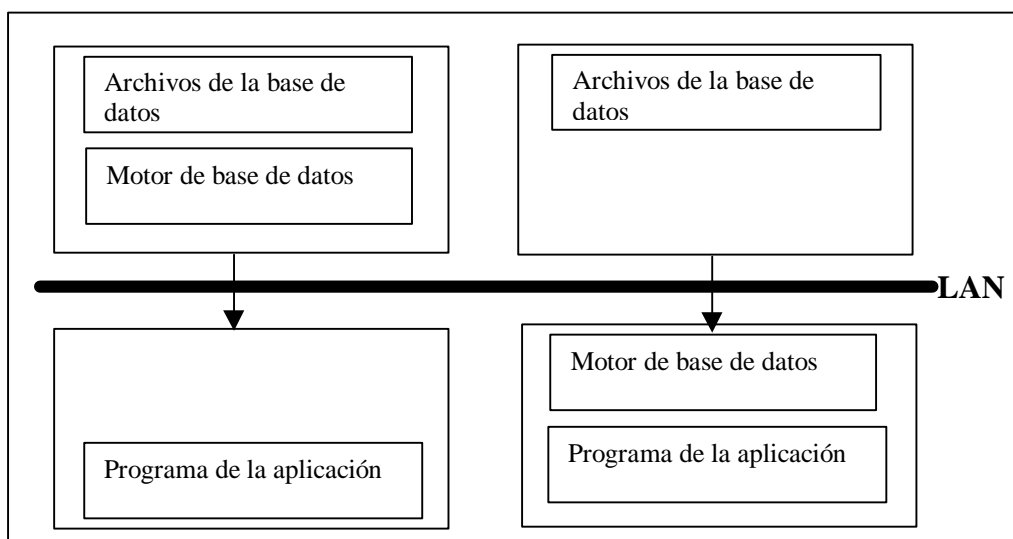 Archivos de la base de
datos
Motor de base de datos
Archivos de la base de
datos
LAN
Programa de la aplicación
Motor de base de datos
Programa de la aplicación